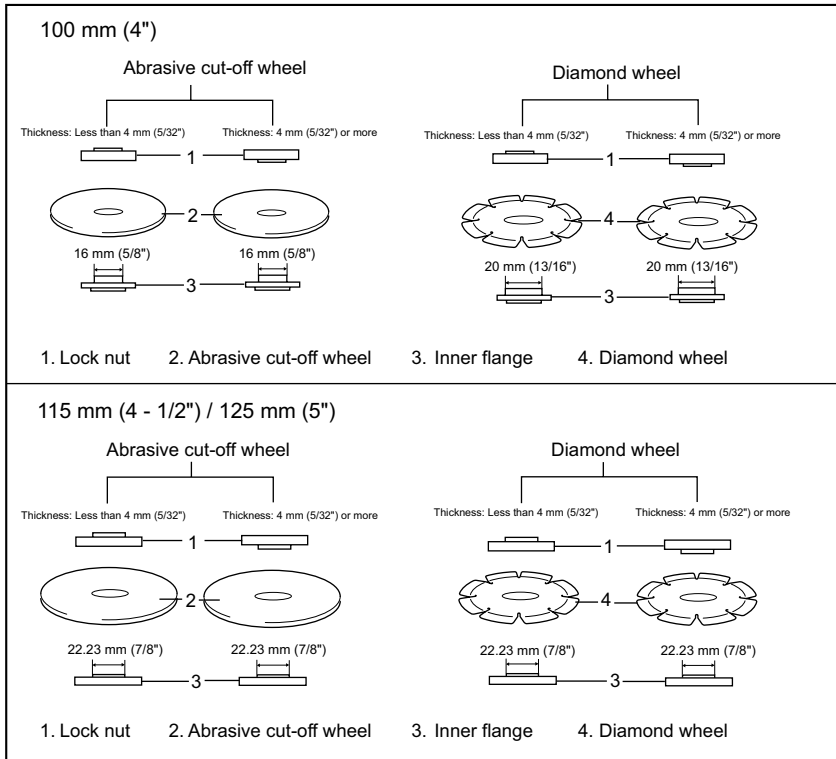 100 mm (4")
Abrasive cut-off wheel
Diamond wheel
Thickness: Less than 4 mm (5/32")
Thickness: 4 mm (5/32") or more
Thickness: Less than 4 mm (5/32")
Thickness: 4 mm (5/32") or more
1
1
2
4
16 mm (5/8")
16 mm (5/8")
20 mm (13/16")
20 mm (13/16")
3
3
1. Lock nut 2. Abrasive cut-off wheel 3. Inner flange 4. Diamond wheel
115 mm (4 - 1/2") / 125 mm (5")
Abrasive cut-off wheel
Diamond wheel
Thickness: Less than 4 mm (5/32")
Thickness: 4 mm (5/32") or more
Thickness: Less than 4 mm (5/32")
Thickness: 4 mm (5/32") or more
1
1
2
4
22.23 mm (7/8")
22.23 mm (7/8")
22.23 mm (7/8")
22.23 mm (7/8")
3
3
1. Lock nut 2. Abrasive cut-off wheel 3. Inner flange 4. Diamond wheel